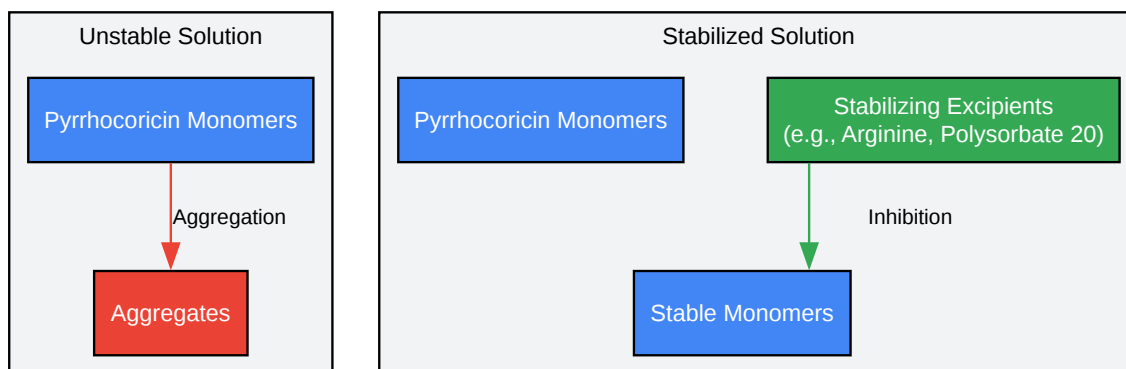 Unstable Solution
Pyrrhocoricin Monomers
Aggregation
Aggregates
Stabilized Solution
Pyrrhocoricin Monomers
Stabilizing Excipients
(e.g., Arginine, Polysorbate 20)
Inhibition
Stable Monomers